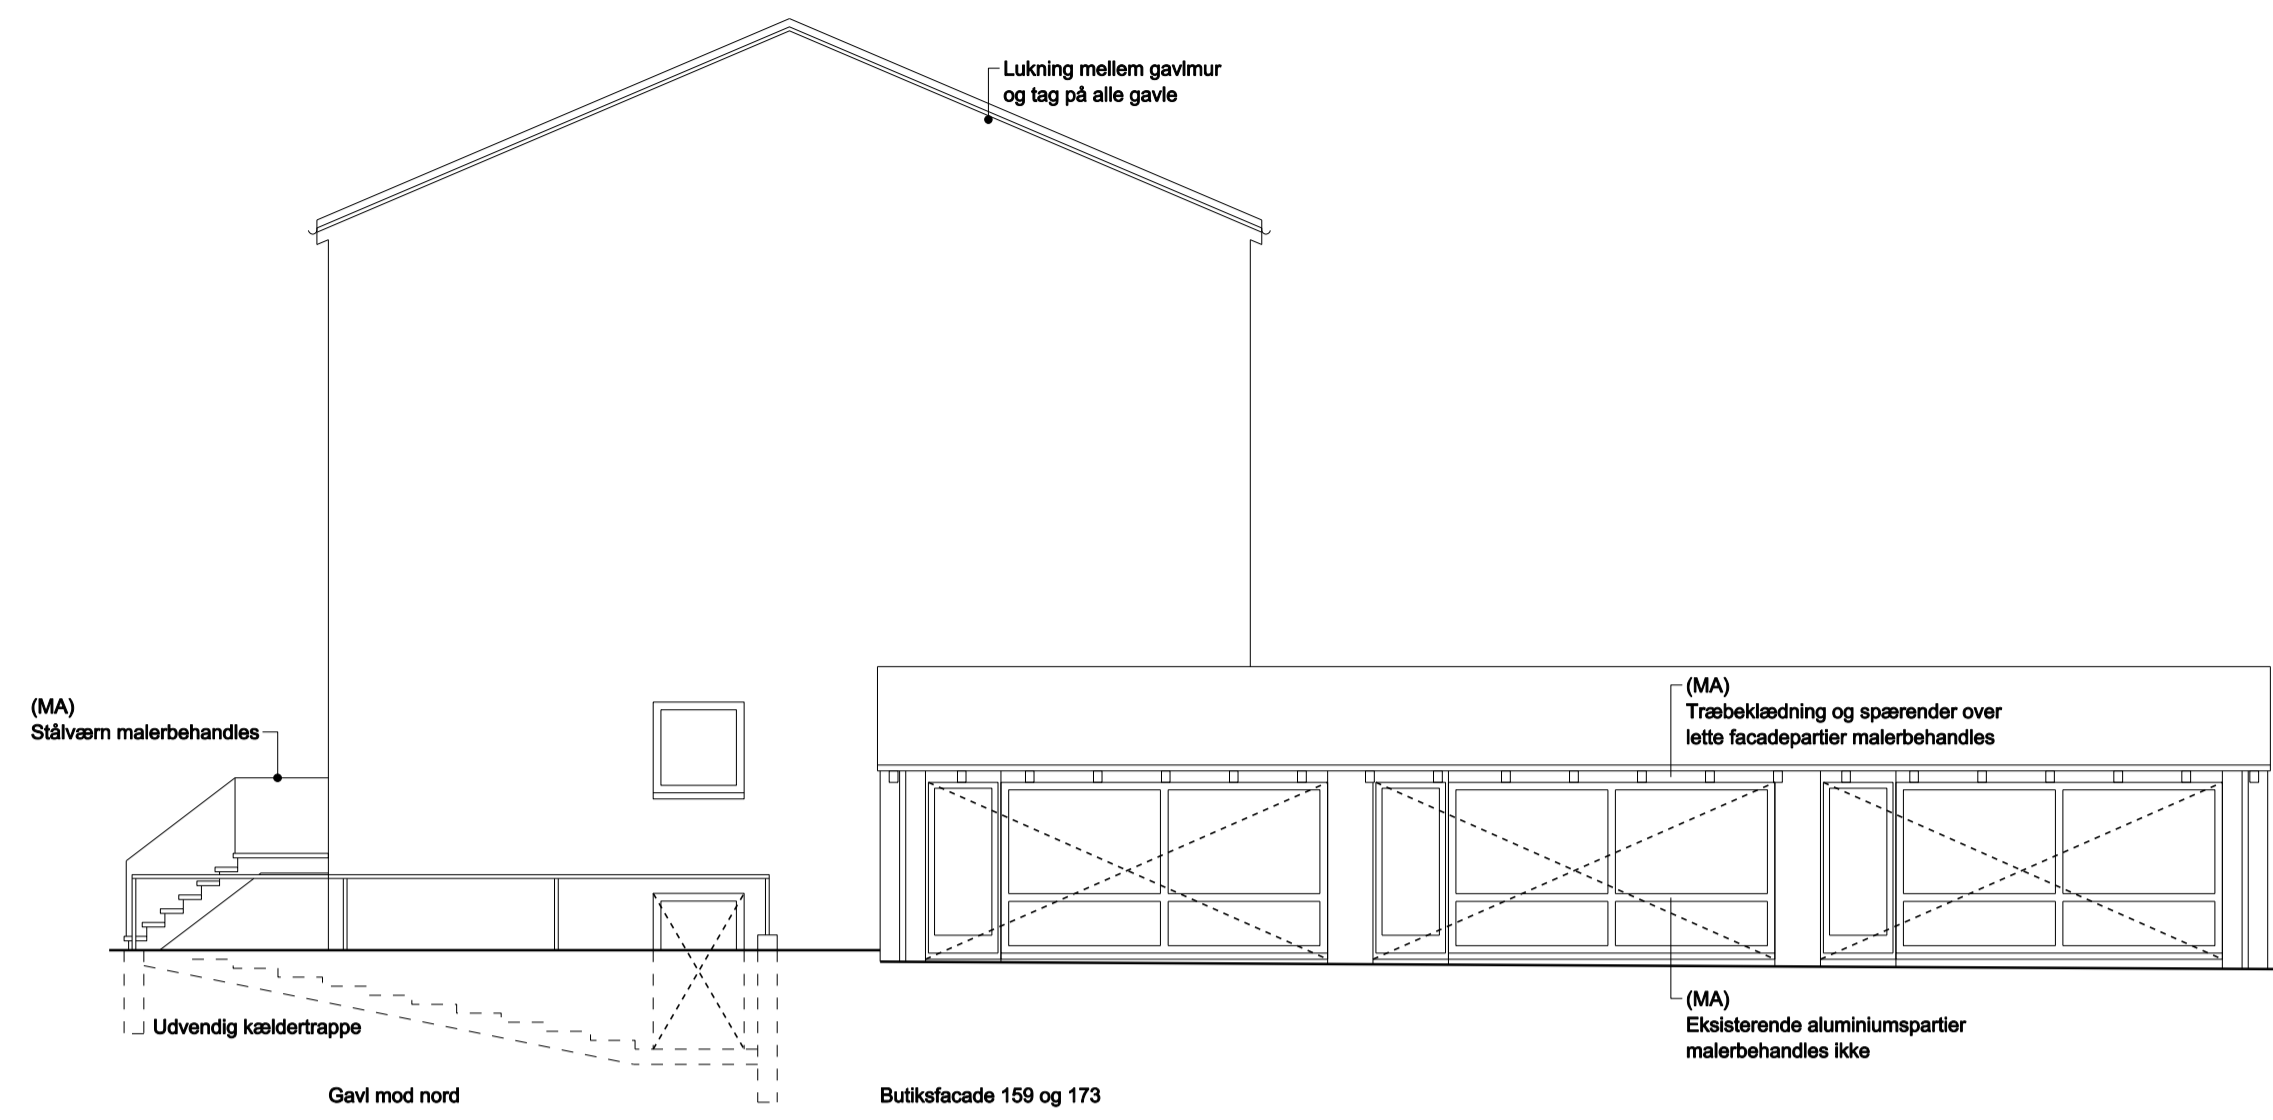 Lukning mellem gavlmur
og tag på alle gavle
(MA)
Stålværn malerbehandles
(MA)
Træbeklædning og spærender over
lette facadepartier malerbehandles
(MA)
Eksisterende aluminiumspartier
malerbehandles ikke
Udvendig kældertrappe
Gavl mod nord
Butiksfacade 159 og 173